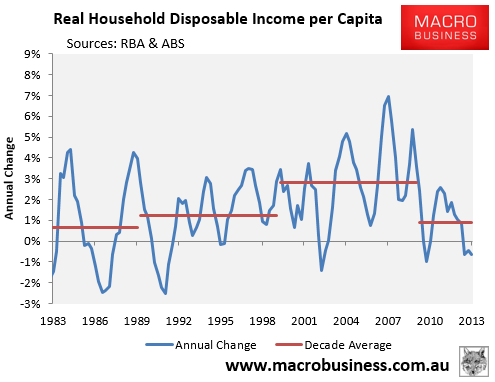 Real Household Disposable Income per Capita
Sources: RBA & ABS
MACRO
BUSINESS
Annual Change
9%
8%
7%
6%
5%
4%
3%
2%
1%
0%
-1%
-2%
-3%
1983 1986 1989 1992 1995 1998 2001 2004 2007 2010 2013
Annual Change Decade Average
www.macrobusiness.com.au